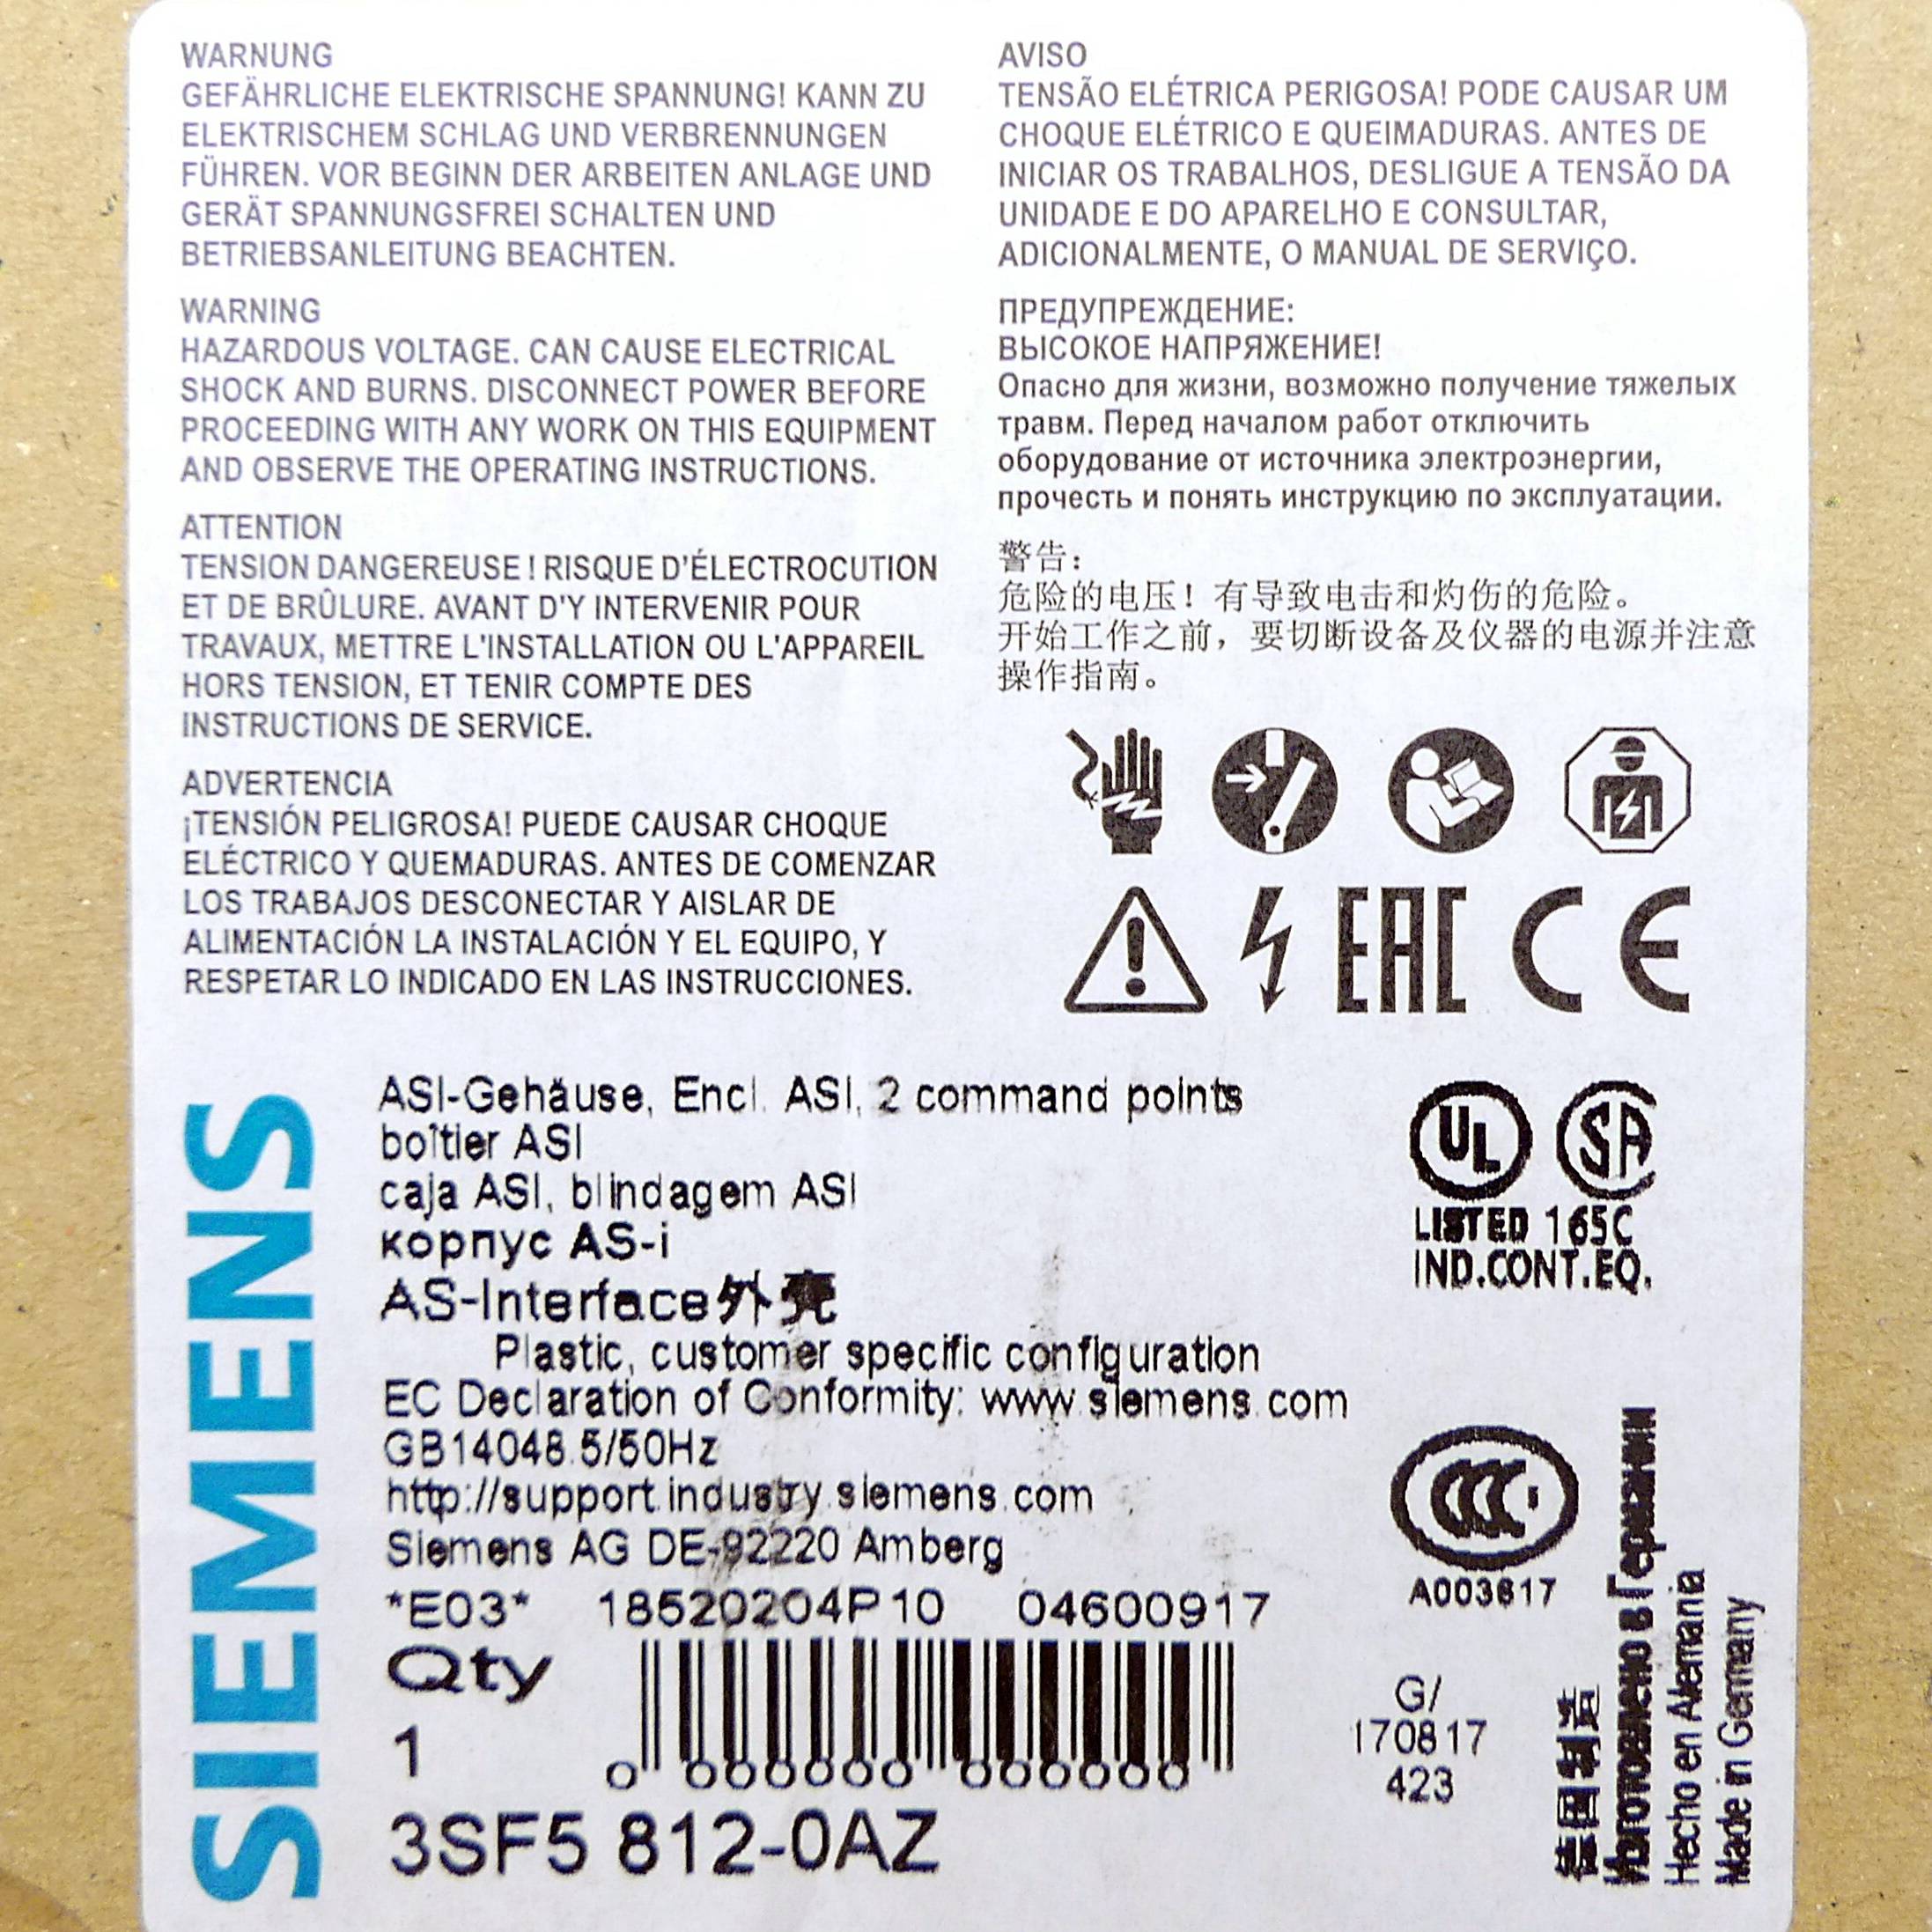 WARNUNG
GEFÄHRLICHE ELEKTRISCHE SPANNUNG! KANN ZU
ELEKTRISCHEM SCHLAG UND VERBRENNUNGEN
FÜHREN. VOR BEGINN DER ARBEITEN ANLAGE UND
GERÄT SPANNUNGSFREI SCHALTEN UND
BETRIEBSANLEITUNG BEACHTEN.
WARNING
HAZARDOUS VOLTAGE. CAN CAUSE ELECTRICAL
SHOCK AND BURNS. DISCONNECT POWER BEFORE
PROCEEDING WITH ANY WORK ON THIS EQUIPMENT
AND OBSERVE THE OPERATING INSTRUCTIONS.
ATTENTION
TENSION DANGEREUSE ! RISQUE D'ÉLECTROCUTION
ET DE BRÛLURE. AVANT D'Y INTERVENIR POUR
TRAVAUX, METTRE L'INSTALLATION OU L'APPAREIL
HORS TENSION, ET TENIR COMPTE DES
INSTRUCTIONS DE SERVICE.
ADVERTENCIA
¡TENSIÓN PELIGROSA! PUEDE CAUSAR CHOQUE
ELÉCTRICO Y QUEMADURAS. ANTES DE COMENZAR
LOS TRABAJOS DESCONECTAR Y AISLAR DE
ALIMENTACIÓN LA INSTALACIÓN Y EL EQUIPO, Y
RESPETAR LO INDICADO EN LAS INSTRUCCIONES.
AVISO
TENSÃO ELÉTRICA PERIGOSA! PODE CAUSAR UM
CHOQUE ELÉTRICO E QUEIMADURAS. ANTES DE
INICIAR OS TRABALHOS, DESLIGUE A TENSÃO DA
UNIDADE E DO APARELHO E CONSULTAR,
ADICIONALMENTE, O MANUAL DE SERVIÇO.
ПРЕДУПРЕЖДЕНИЕ:
ВЫСОКОЕ НАПРЯЖЕНИЕ!
Опасно для жизни, возможно получение тяжелых
травм. Перед началом работ отключить
оборудование от источника электроэнергии,
прочесть и понять инструкцию по эксплуатации.
警告:
危险的电压！有导致电击和灼伤的危险。
开始工作之前，要切断设备及仪器的电源并注意
操作指南。
EAC CE
SIEMENS
ASI-Gehäuse, Encl. ASI, 2 command points
boîtier ASI
caja ASI, blindagem ASI
корпус AS-i
AS-Interface外壳
Plastic, customer specific configuration
EC Declaration of Conformity: www.siemens.com
GB14048.5/50Hz
http://support.industry.siemens.com
Siemens AG DE-92220 Amberg
*E03* 18520204P10 04600917
Qty
1
0 000000 000000
3SF5 812-0AZ
UL SA
LISTED 165C
IND.CONT.EQ.
CCC
A003617
G/
170817
423
德国制造
Изготовлено в Германии
Hecho en Alemania
Made in Germany